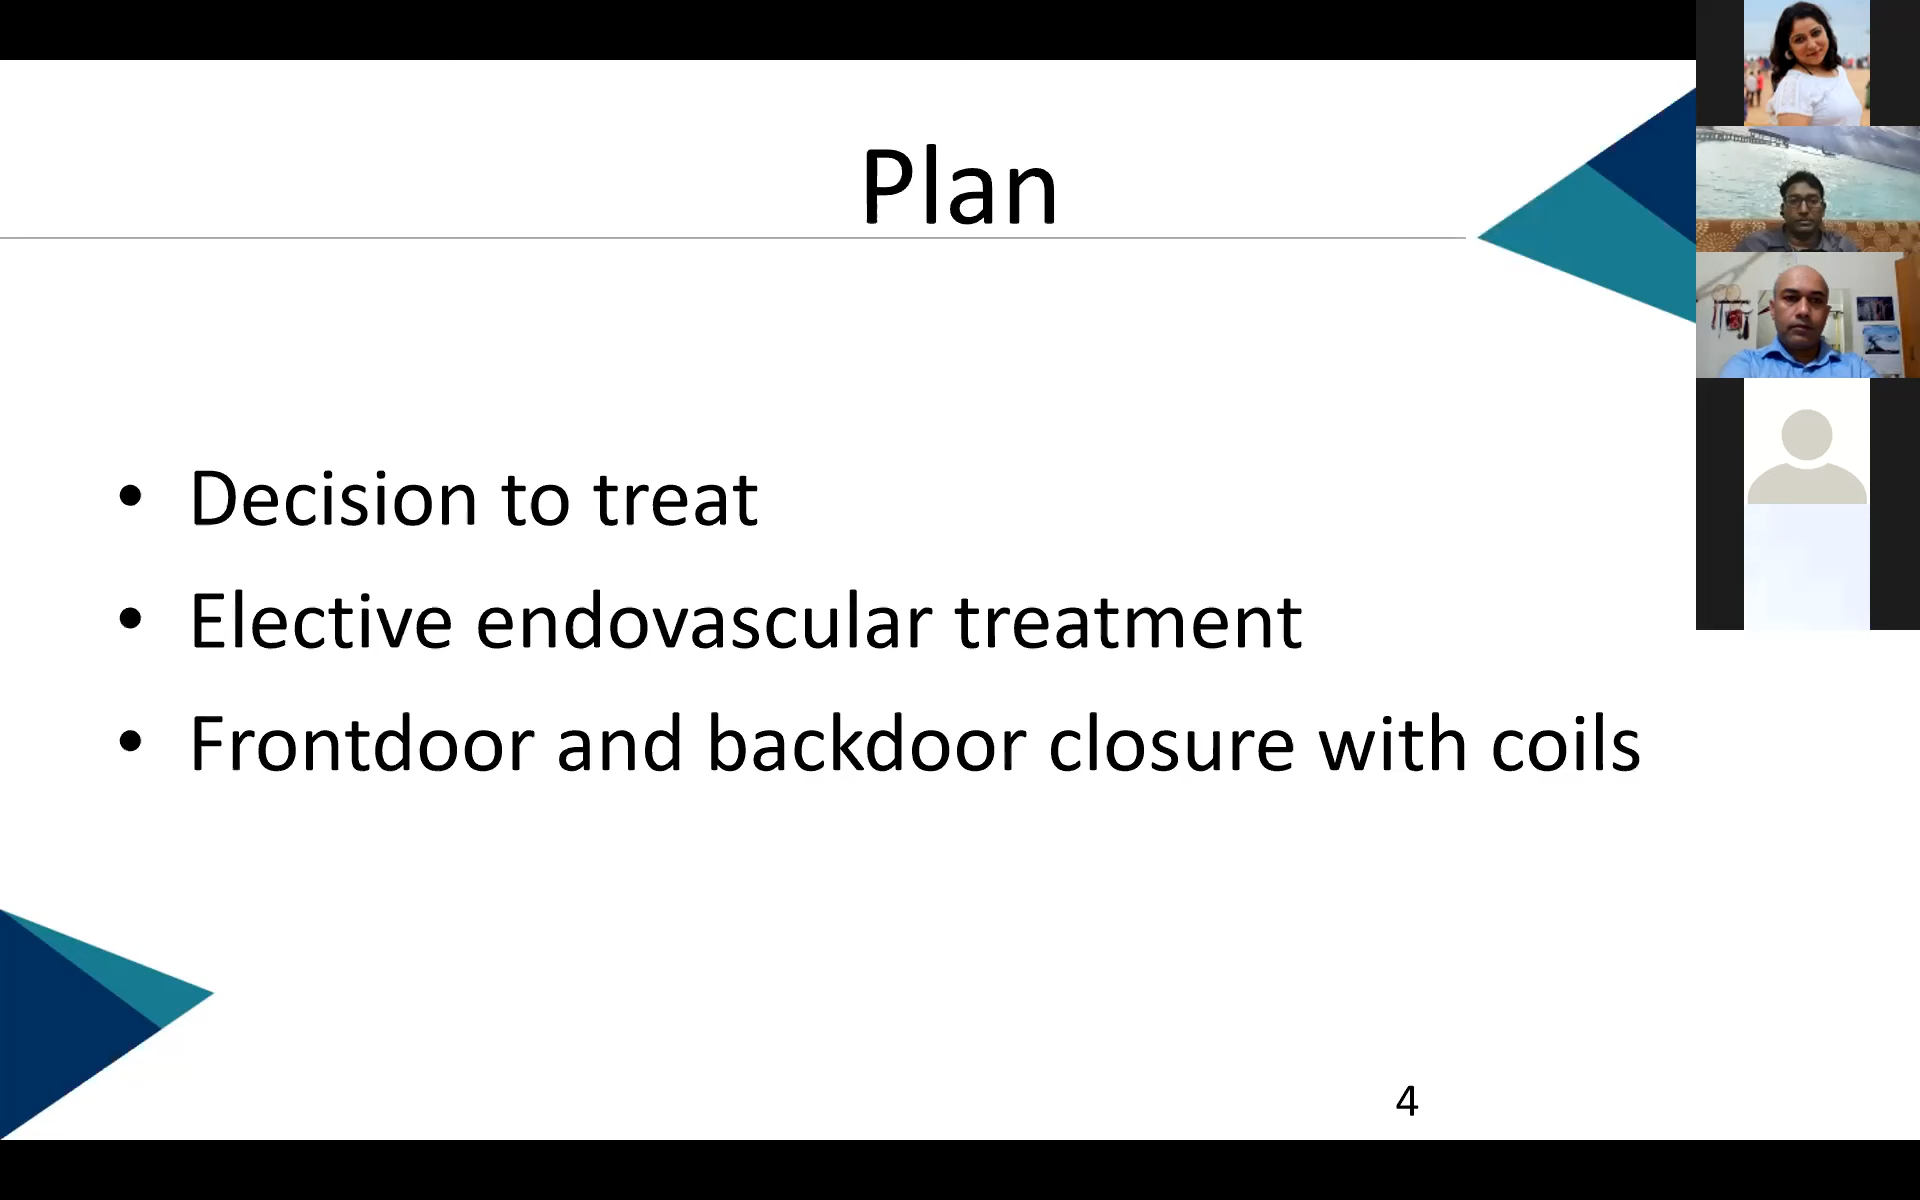 Plan
• Decision to treat
• Elective endovascular treatment
• Frontdoor and backdoor closure with coils
4